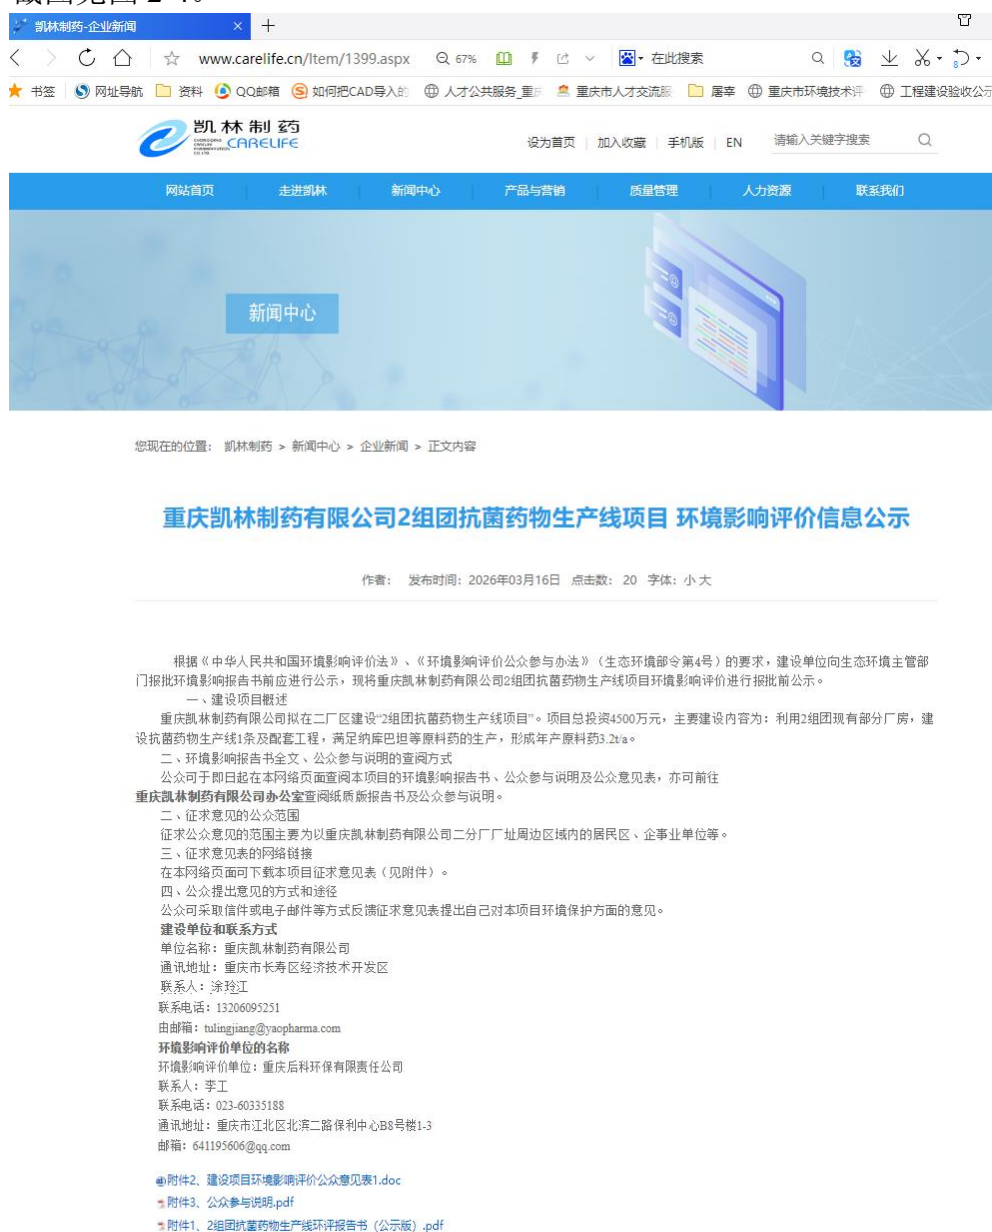 凯林制药-企业新闻
www.carelife.cn/Item/1399.aspx 67% 在此搜索
书签 网址导航 资料 QQ邮箱 如何把CAD导入的 人才公共服务_重庆 重庆市人才交流服 屠宰 重庆市环境技术评 工程建设验收公示
凯林制药
CARELIFE
设为首页 加入收藏 手机版 EN 请输入关键字搜索
网站首页 走进凯林 新闻中心 产品与营销 质量管理 人力资源 联系我们
新闻中心
您现在的位置： 凯林制药 > 新闻中心 > 企业新闻 > 正文内容
重庆凯林制药有限公司2组团抗菌药物生产线项目 环境影响评价信息公示
作者： 发布时间：2026年03月16日 点击数：20 字体：小 大
根据《中华人民共和国环境影响评价法》、《环境影响评价公众参与办法》（生态环境部令第4号）的要求，建设单位向生态环境主管部
门报批环境影响报告书前应进行公示，现将重庆凯林制药有限公司2组团抗菌药物生产线项目环境影响评价进行报批前公示。
一、建设项目概述
重庆凯林制药有限公司拟在二厂区建设“2组团抗菌药物生产线项目”。项目总投资4500万元，主要建设内容为：利用2组团现有部分厂房，建
设抗菌药物生产线1条及配套工程，满足纳库巴坦等原料药的生产，形成年产原料药3.2t/a。
二、环境影响报告书全文、公众参与说明的查阅方式
公众可于即日起在本网络页面查阅本项目的环境影响报告书、公众参与说明及公众意见表，亦可前往
重庆凯林制药有限公司办公室查阅纸质版报告书及公众参与说明。
二、征求意见的公众范围
征求公众意见的范围主要为以重庆凯林制药有限公司二分厂厂址周边区域内的居民区、企事业单位等。
三、征求意见表的网络链接
在本网络页面可下载本项目征求意见表（见附件）。
四、公众提出意见的方式和途径
公众可采取信件或电子邮件等方式反馈征求意见表提出自己对本项目环境保护方面的意见。
建设单位和联系方式
单位名称：重庆凯林制药有限公司
通讯地址：重庆市长寿区经济技术开发区
联系人：涂玲江
联系电话：13206095251
由邮箱：tulingjiang@yaopharma.com
环境影响评价单位的名称
环境影响评价单位：重庆后科环保有限责任公司
联系人：李工
联系电话：023-60335188
通讯地址：重庆市江北区北滨二路保利中心B8号楼1-3
邮箱：641195606@qq.com
附件2、建设项目环境影响评价公众意见表1.doc
附件3、公众参与说明.pdf
附件1、2组团抗菌药物生产线环评报告书（公示版）.pdf